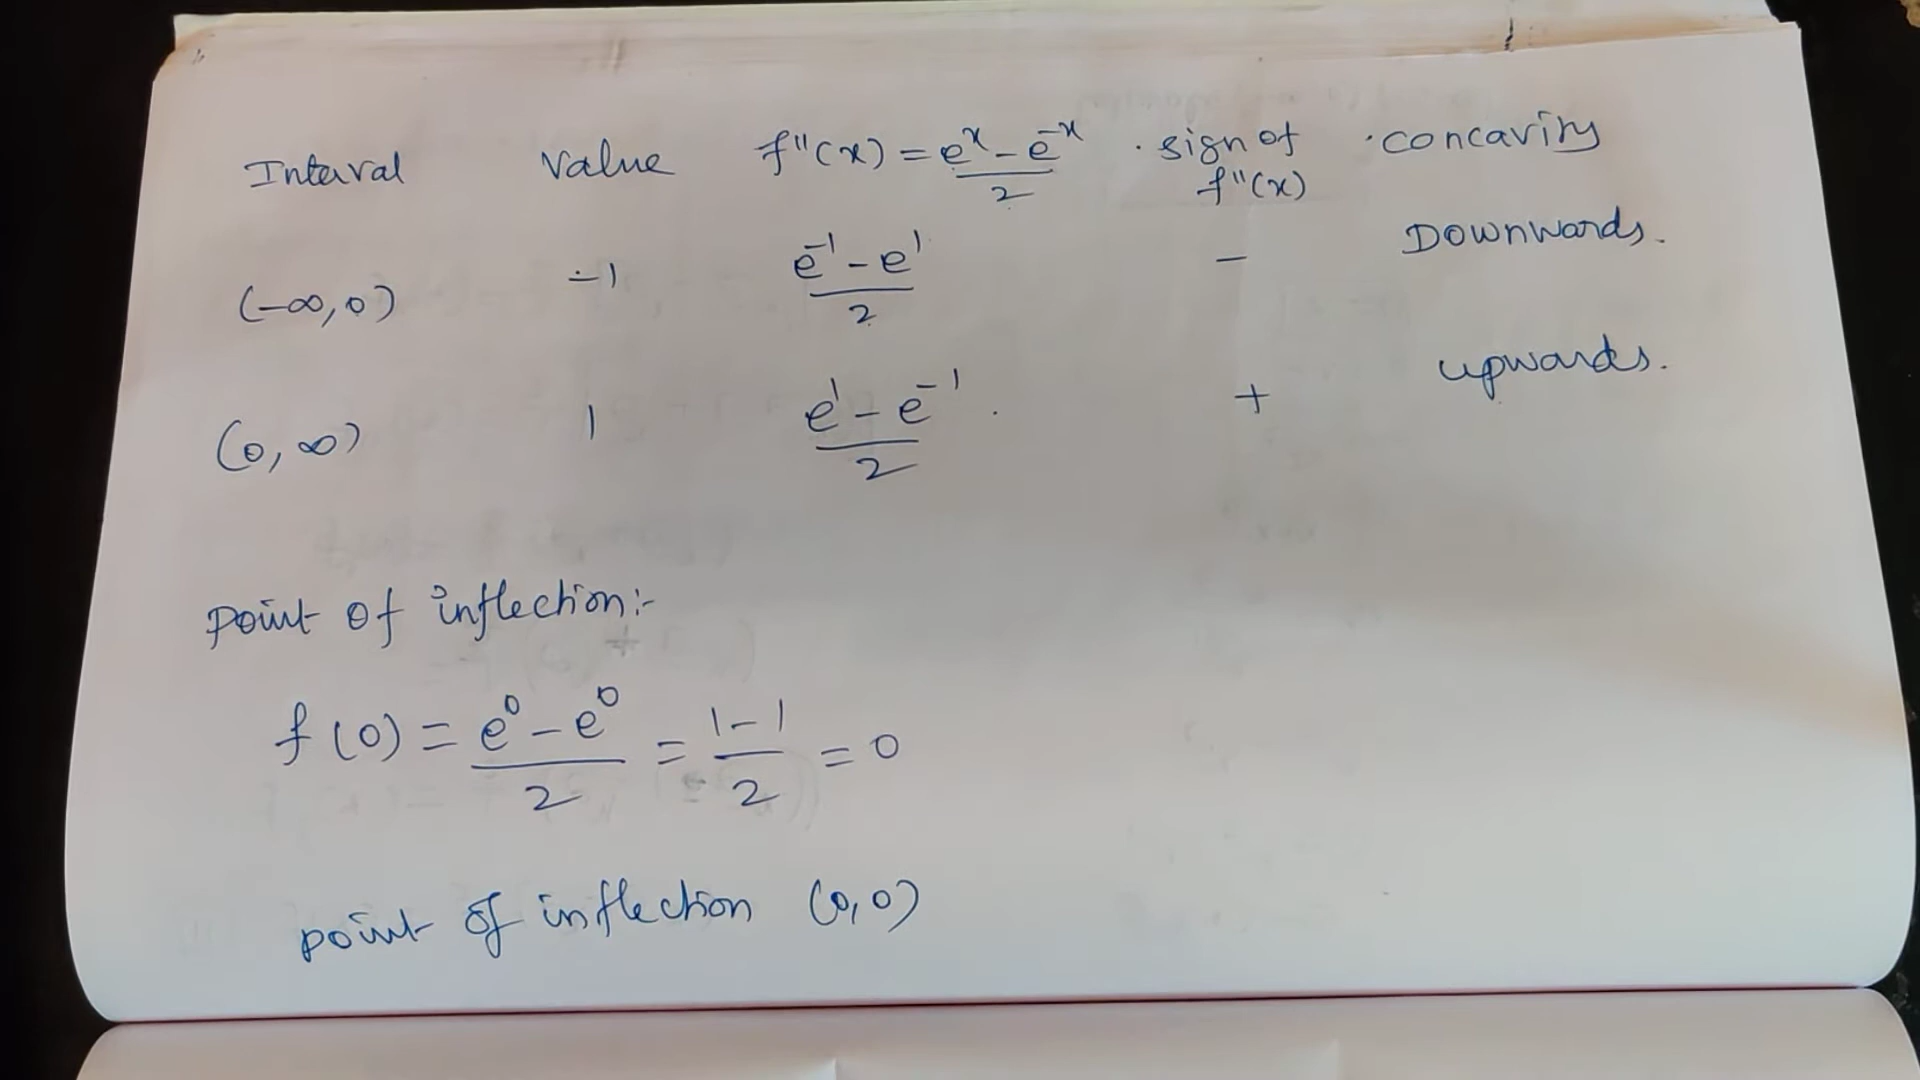 Interval Value f''(x) = e^x - e^-x / 2 . sign of f''(x) . concavity
(-∞, 0) -1 e^-1 - e^1 / 2 - Downwards.
(0, ∞) 1 e^1 - e^-1 / 2 . + upwards.
Point of inflection:-
f(0) = e^0 - e^0 / 2 = 1-1 / 2 = 0
point of inflection (0,0)